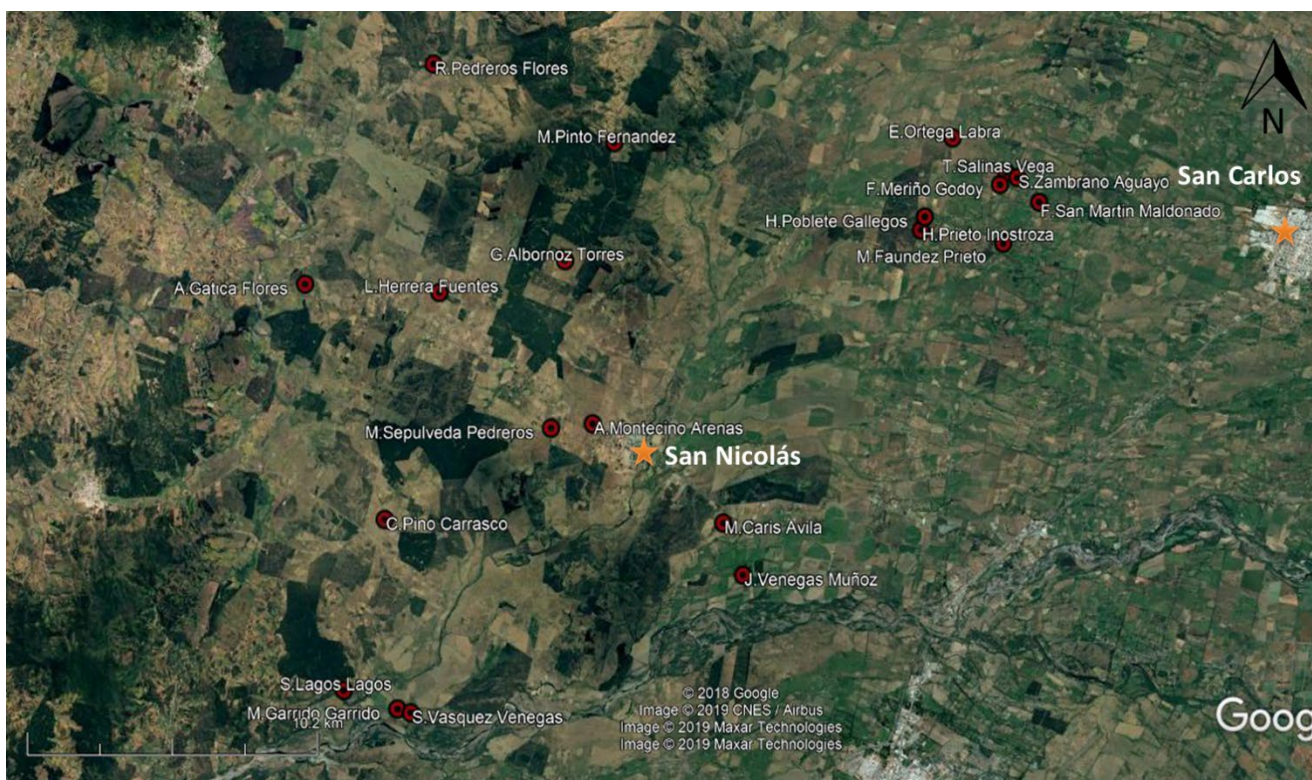 R.Pedreros Flores
M.Pinto Fernandez
E.Ortega Labra
N
T.Salinas Vega
San Carlos
F.Meriño Godoy
S.Zambrano Aguayo
F.San Martin Maldonado
H.Poblete Gallegos
H.Prieto Inostroza
M.Faundez Prieto
G.Albornoz Torres
A.Gatica Flores
L.Herrera Fuentes
M.Sepulveda Pedreros
A.Montecino Arenas
San Nicolás
C.Pino Carrasco
M.Caris Avila
J.Venegas Muñoz
S.Lagos Lagos
M.Garrido Garrido
S.Vasquez Venegas
10.2 km
© 2018 Google
Image © 2019 CNES / Airbus
Image © 2019 Maxar Technologies
Image © 2019 Maxar Technologies
Goog